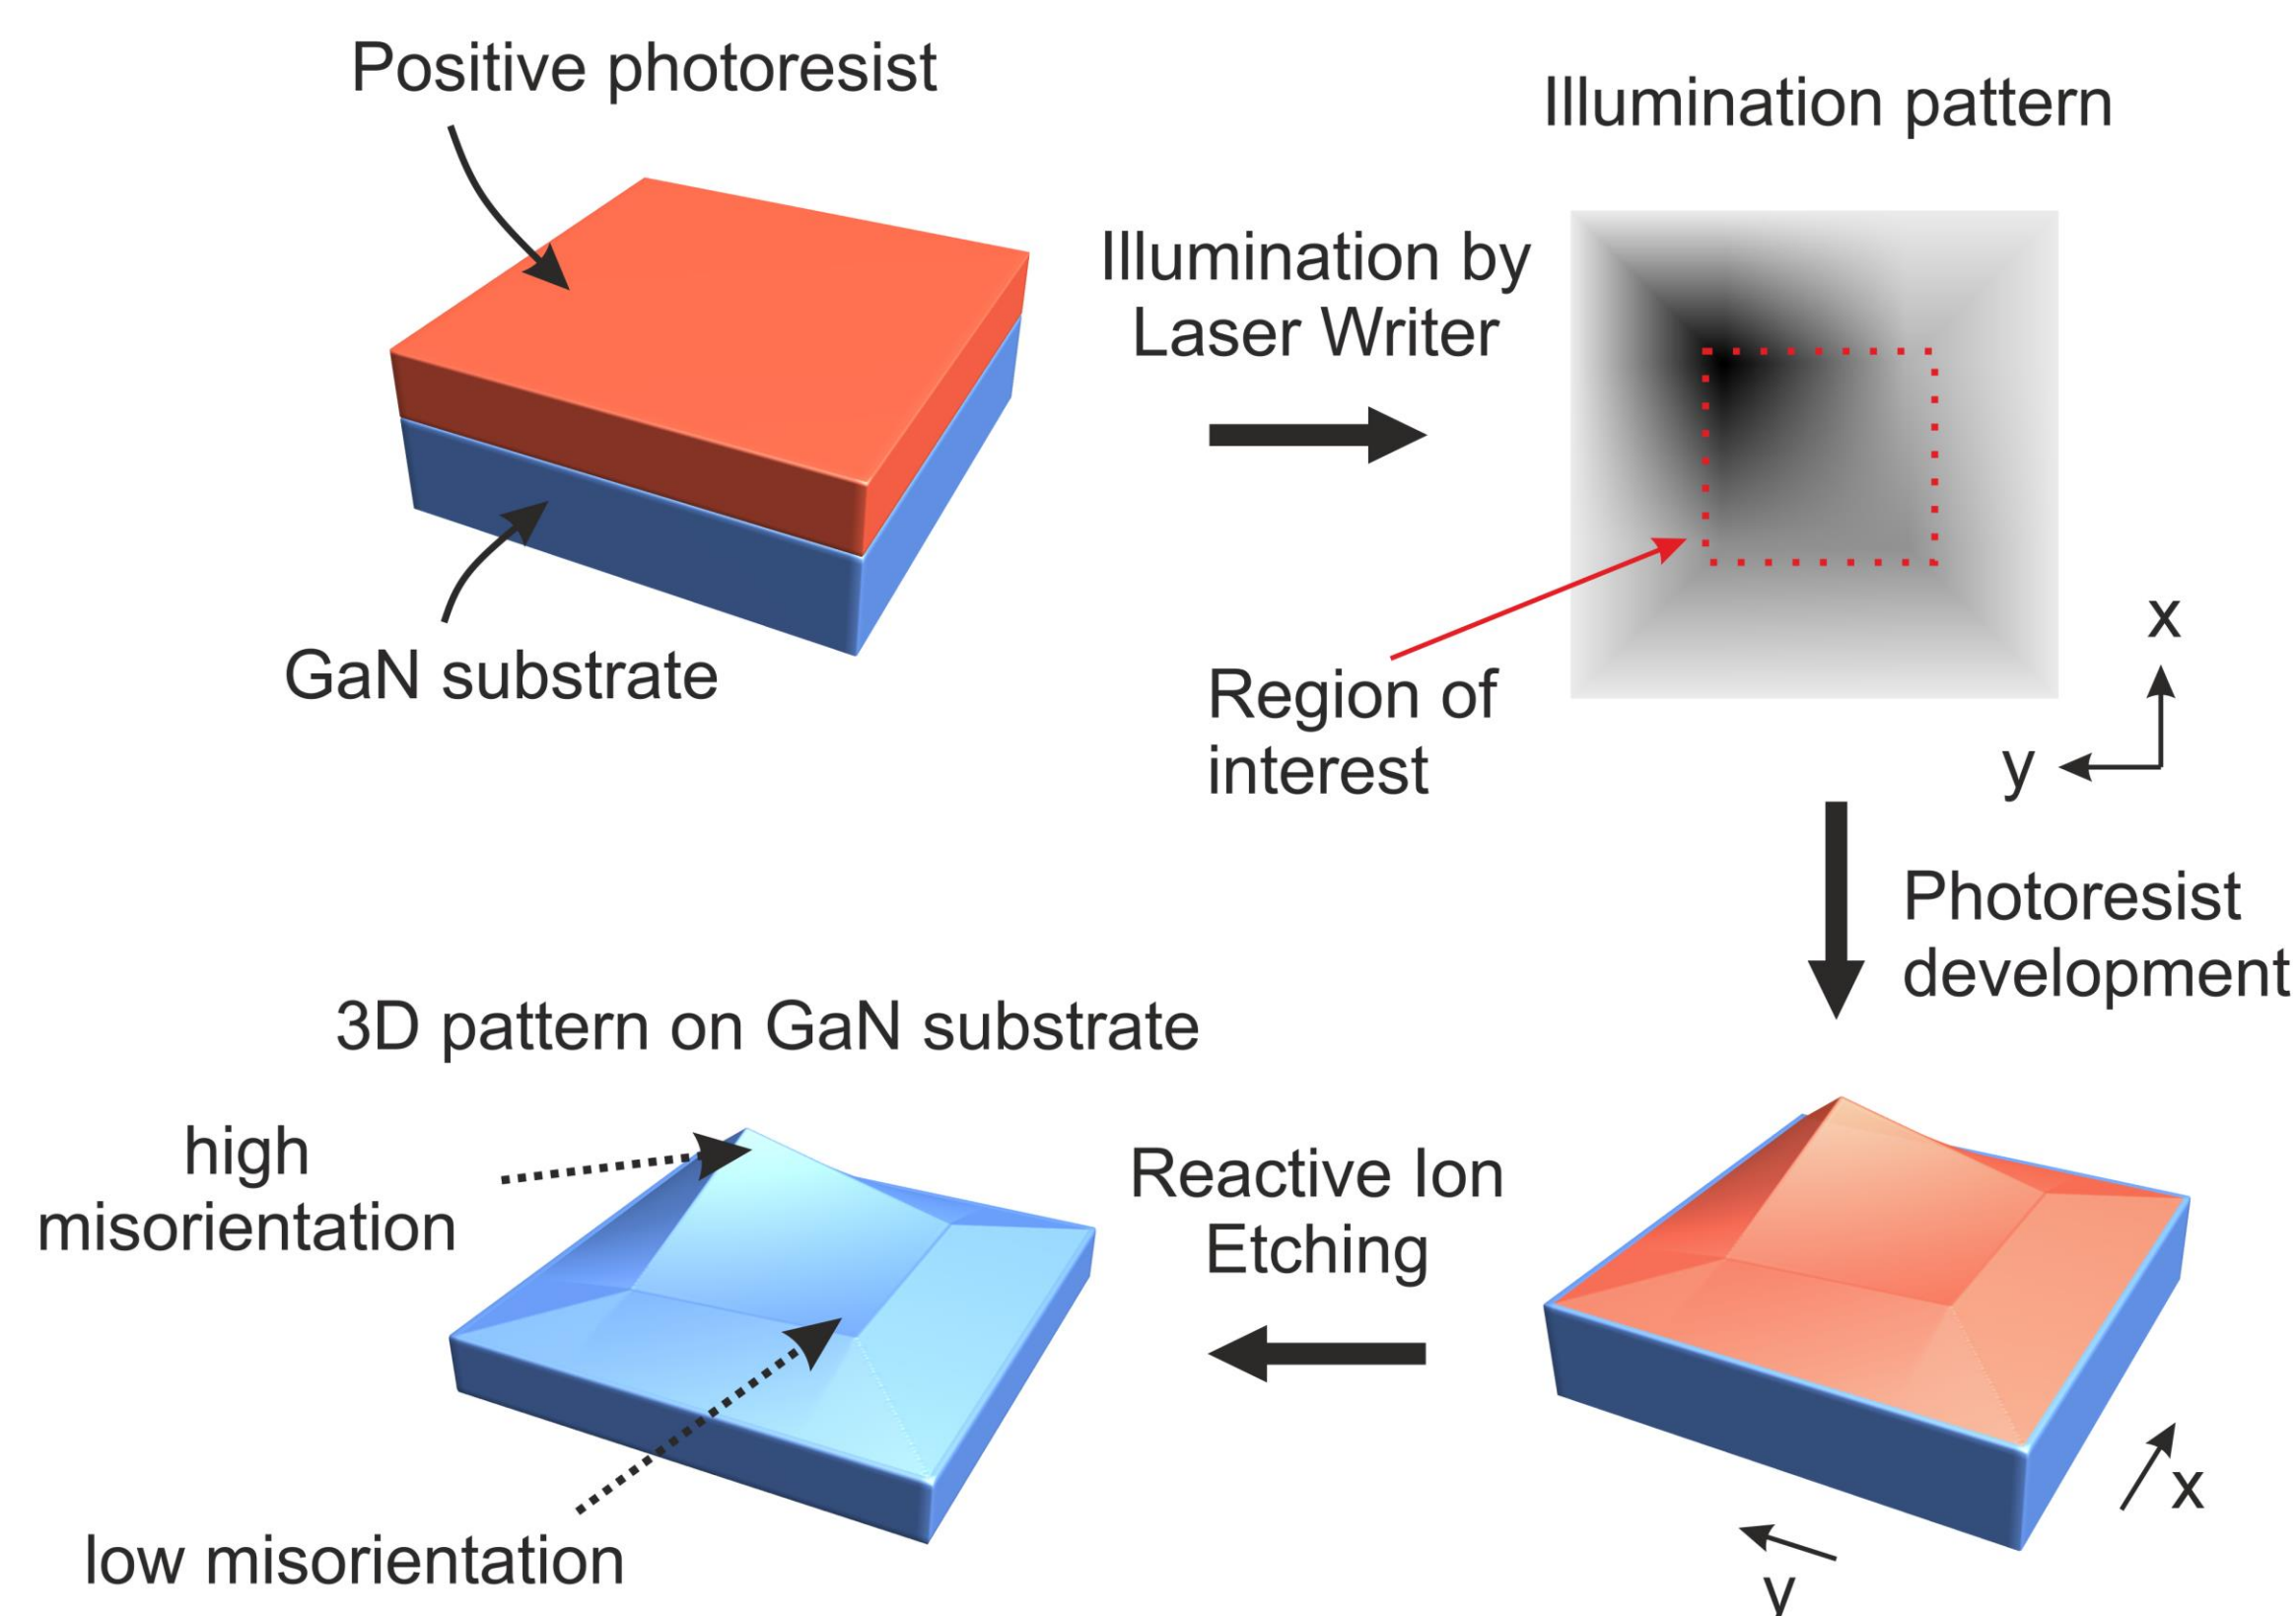 Positive photoresist
GaN substrate
Illumination by
Laser Writer
Illumination pattern
Region of
interest
x
y
Photoresist
development
x
y
Reactive Ion
Etching
3D pattern on GaN substrate
high
misorientation
low misorientation